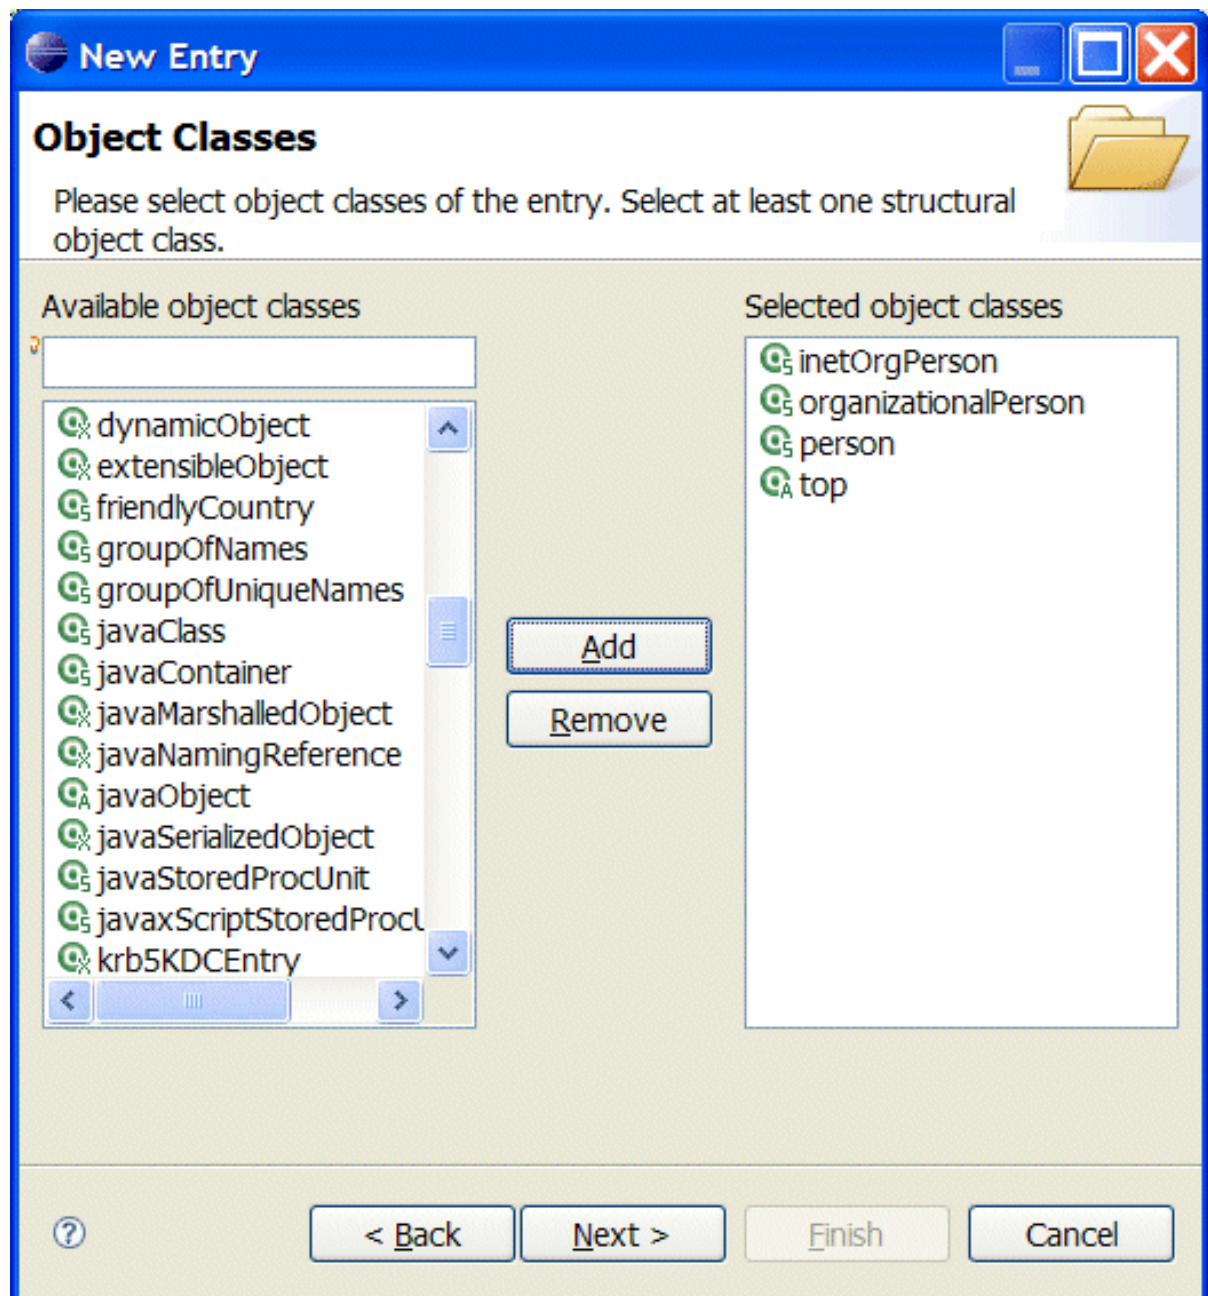 New Entry
Object Classes
Please select object classes of the entry. Select at least one structural
object class.
Available object classes
dynamicObject
extensibleObject
friendlyCountry
groupOfNames
groupOfUniqueNames
javaClass
javaContainer
javaMarshalledObject
javaNamingReference
javaObject
javaSerializedObject
javaStoredProcUnit
javaxScriptStoredProcU
krb5KDCEntry
Add
Remove
Selected object classes
inetOrgPerson
organizationalPerson
person
top
< Back
Next >
Finish
Cancel